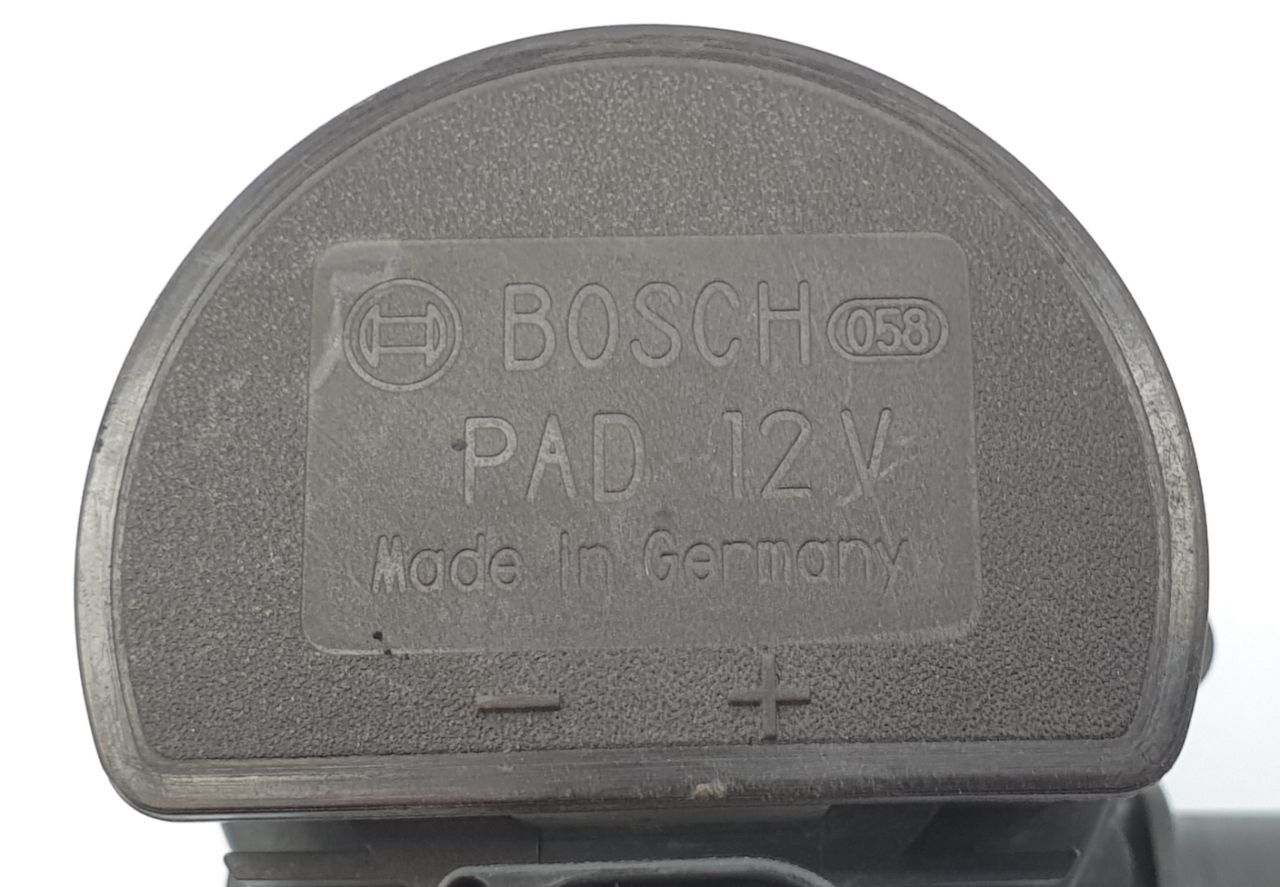 BOSCH 058
PAD 12 V
Made In Germany
- +